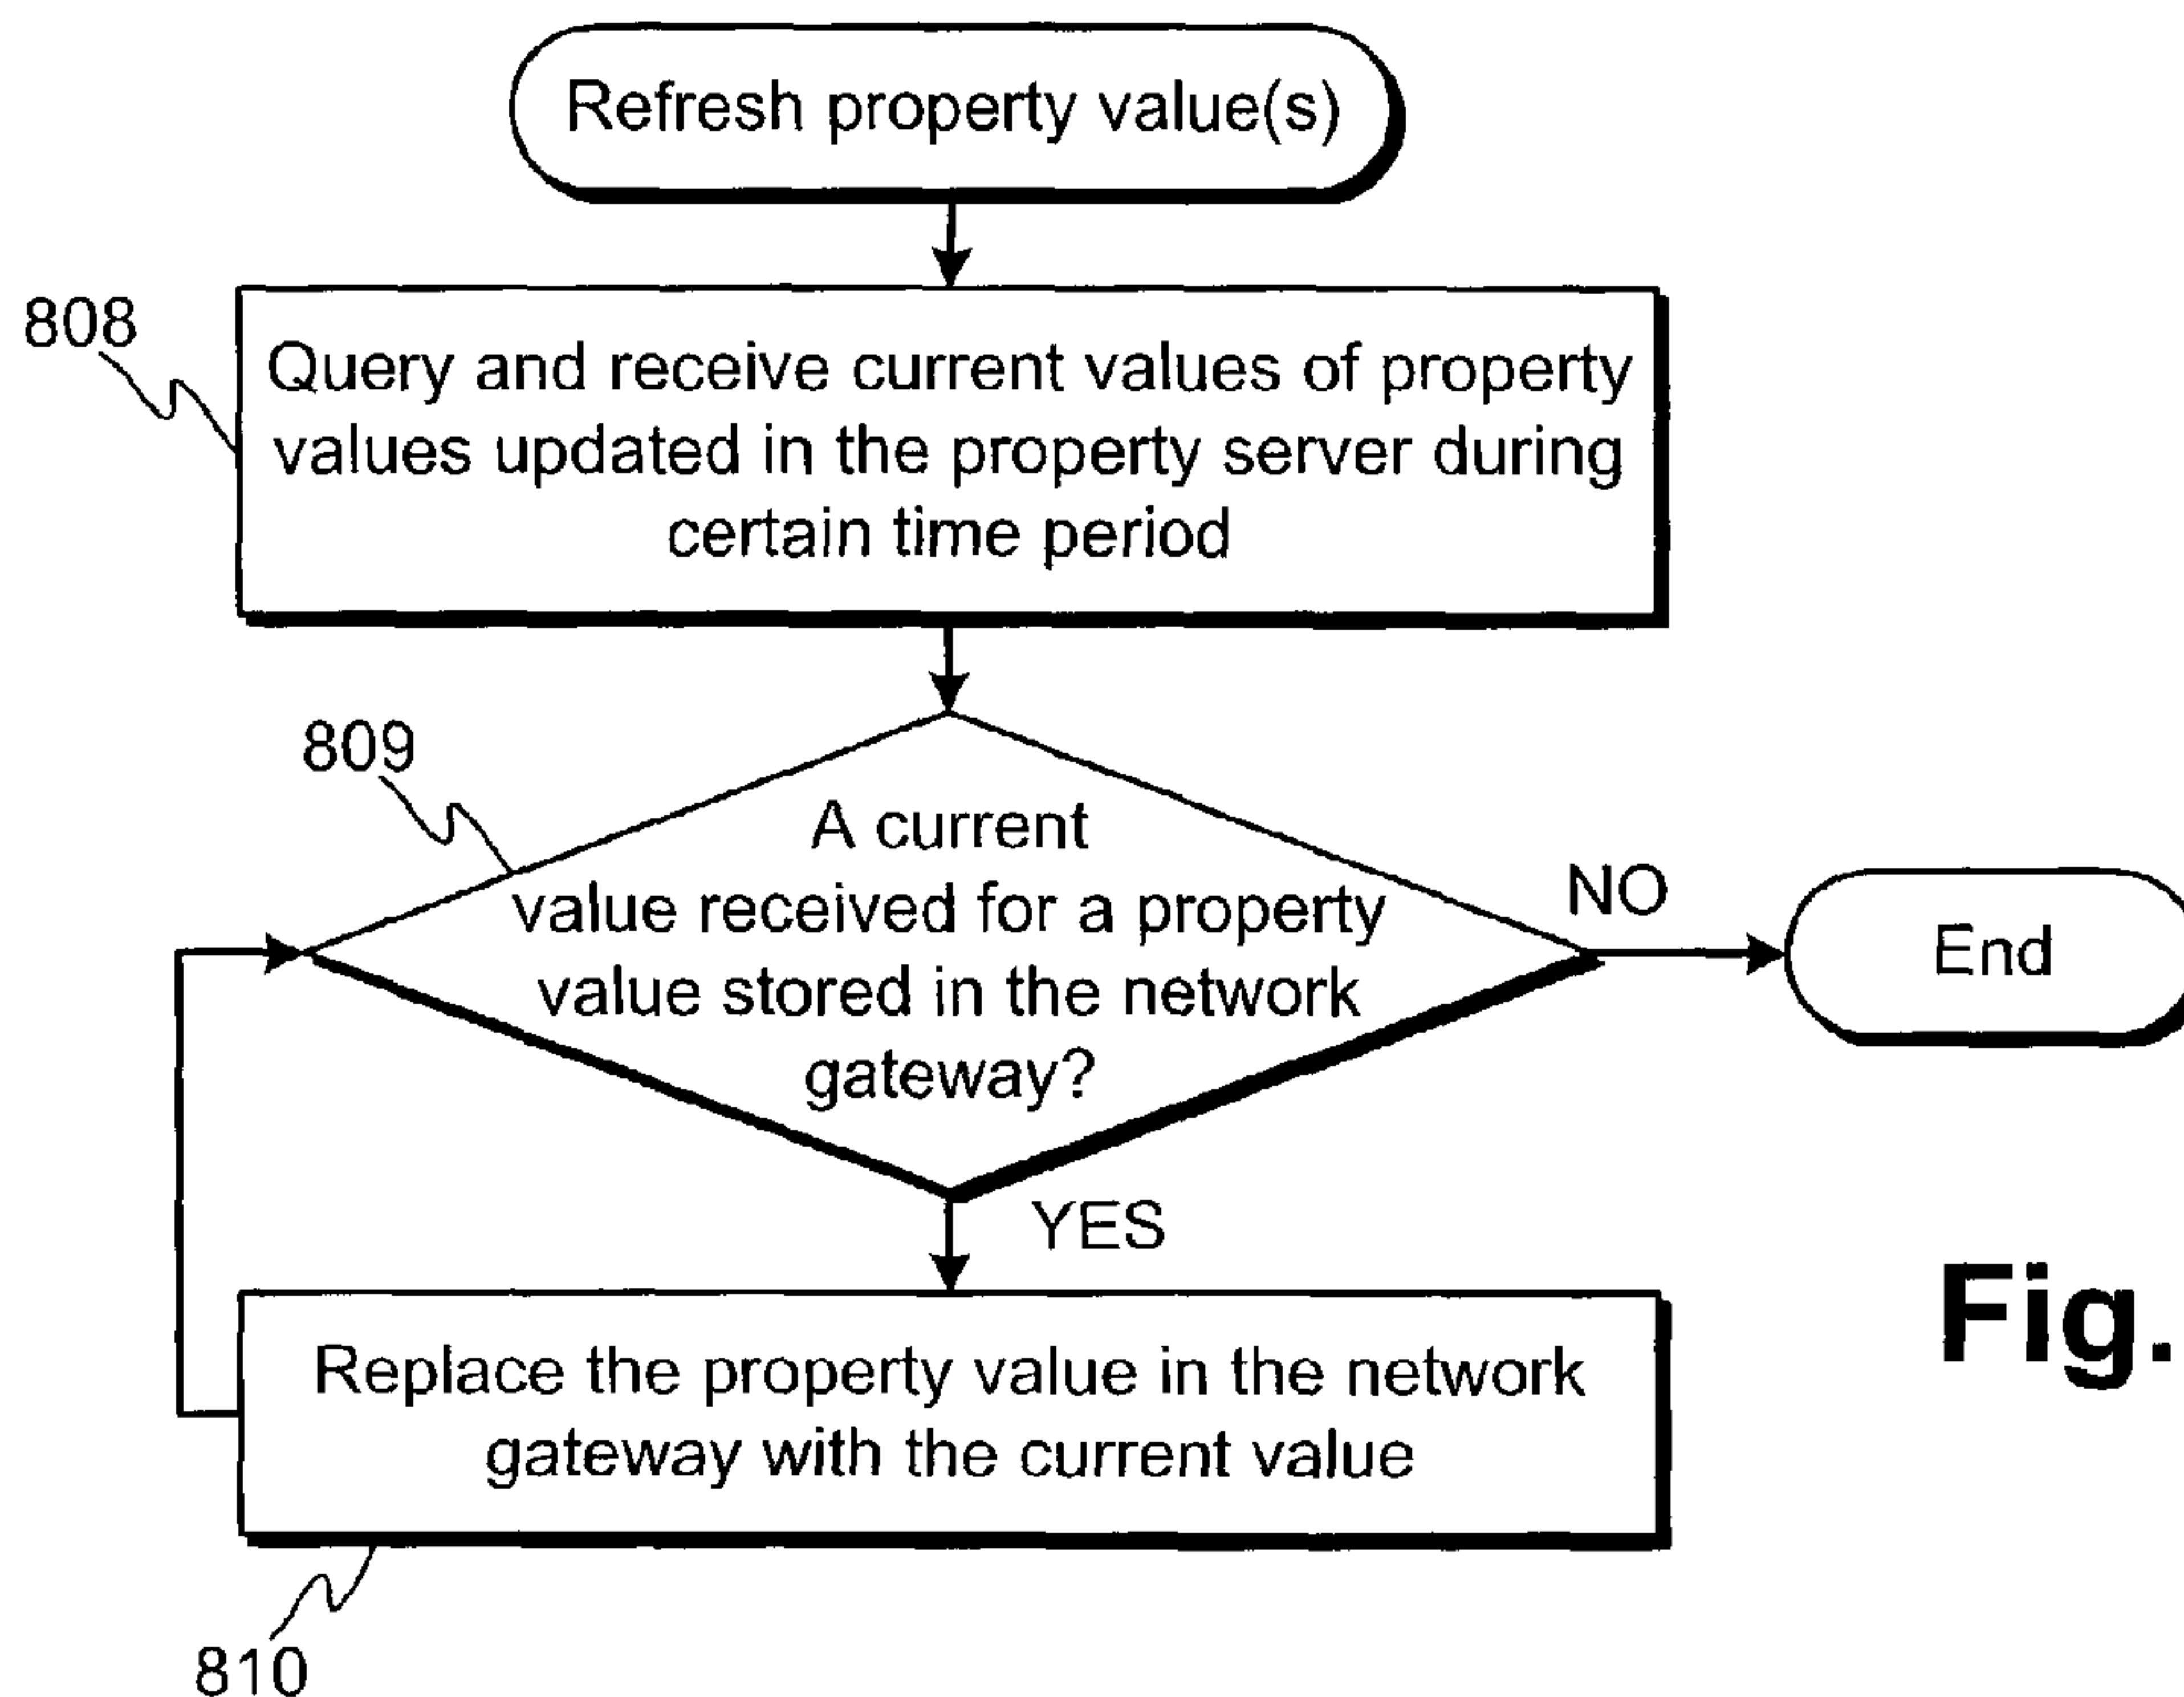 Refresh property value(s)
808
Query and receive current values of property
values updated in the property server during
certain time period
809
A current
value received for a property
value stored in the network
gateway?
NO
End
YES
Fig.
Replace the property value in the network
gateway with the current value
810